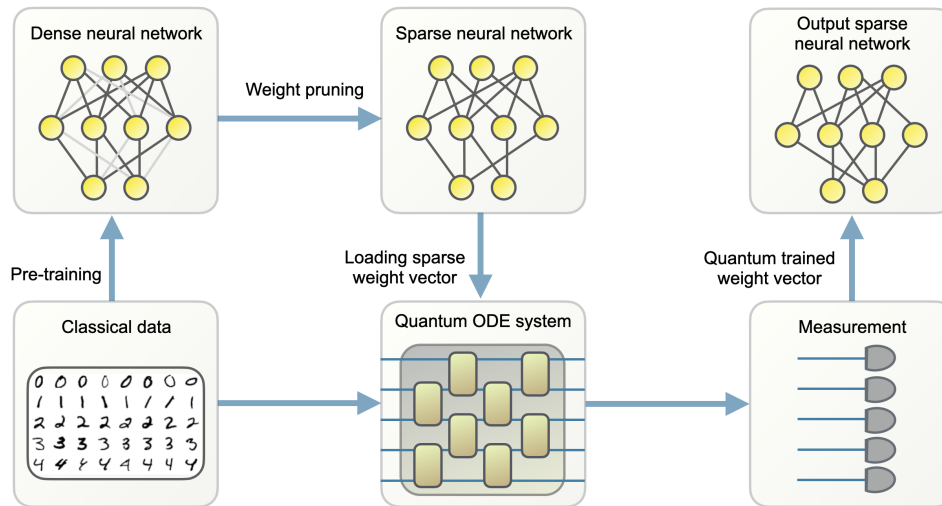 Dense neural network
Weight pruning
Sparse neural network
Output sparse
neural network
Pre-training
Loading sparse
weight vector
Quantum trained
weight vector
Classical data
0 0 0 0 0 0 0 0
1 1 1 1 1 1 1 1
2 2 2 2 2 2 2 2
3 3 3 3 3 3 3 3
4 4 4 4 4 4 4 4
Quantum ODE system
Measurement